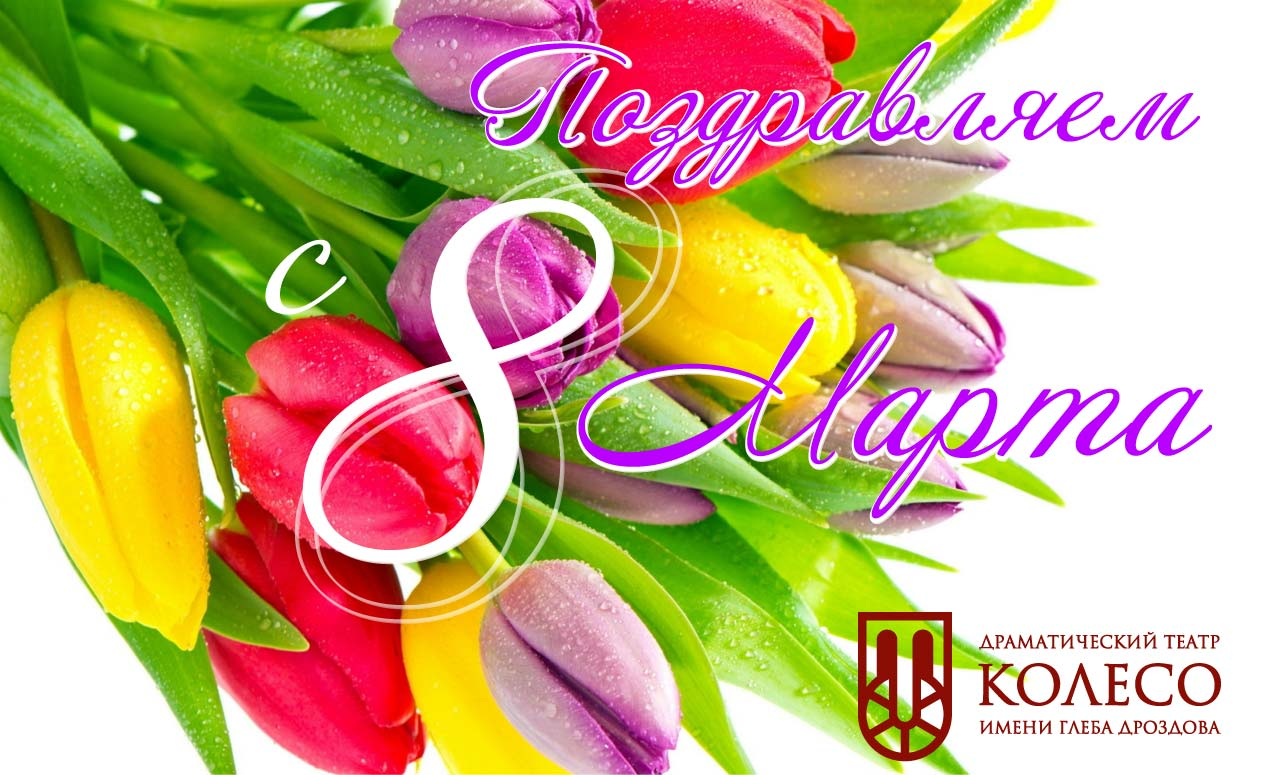 Поздравляем
с 8 Марта
ДРАМАТИЧЕСКИЙ ТЕАТР
КОЛЕСО
ИМЕНИ ГЛЕБА ДРОЗДОВА